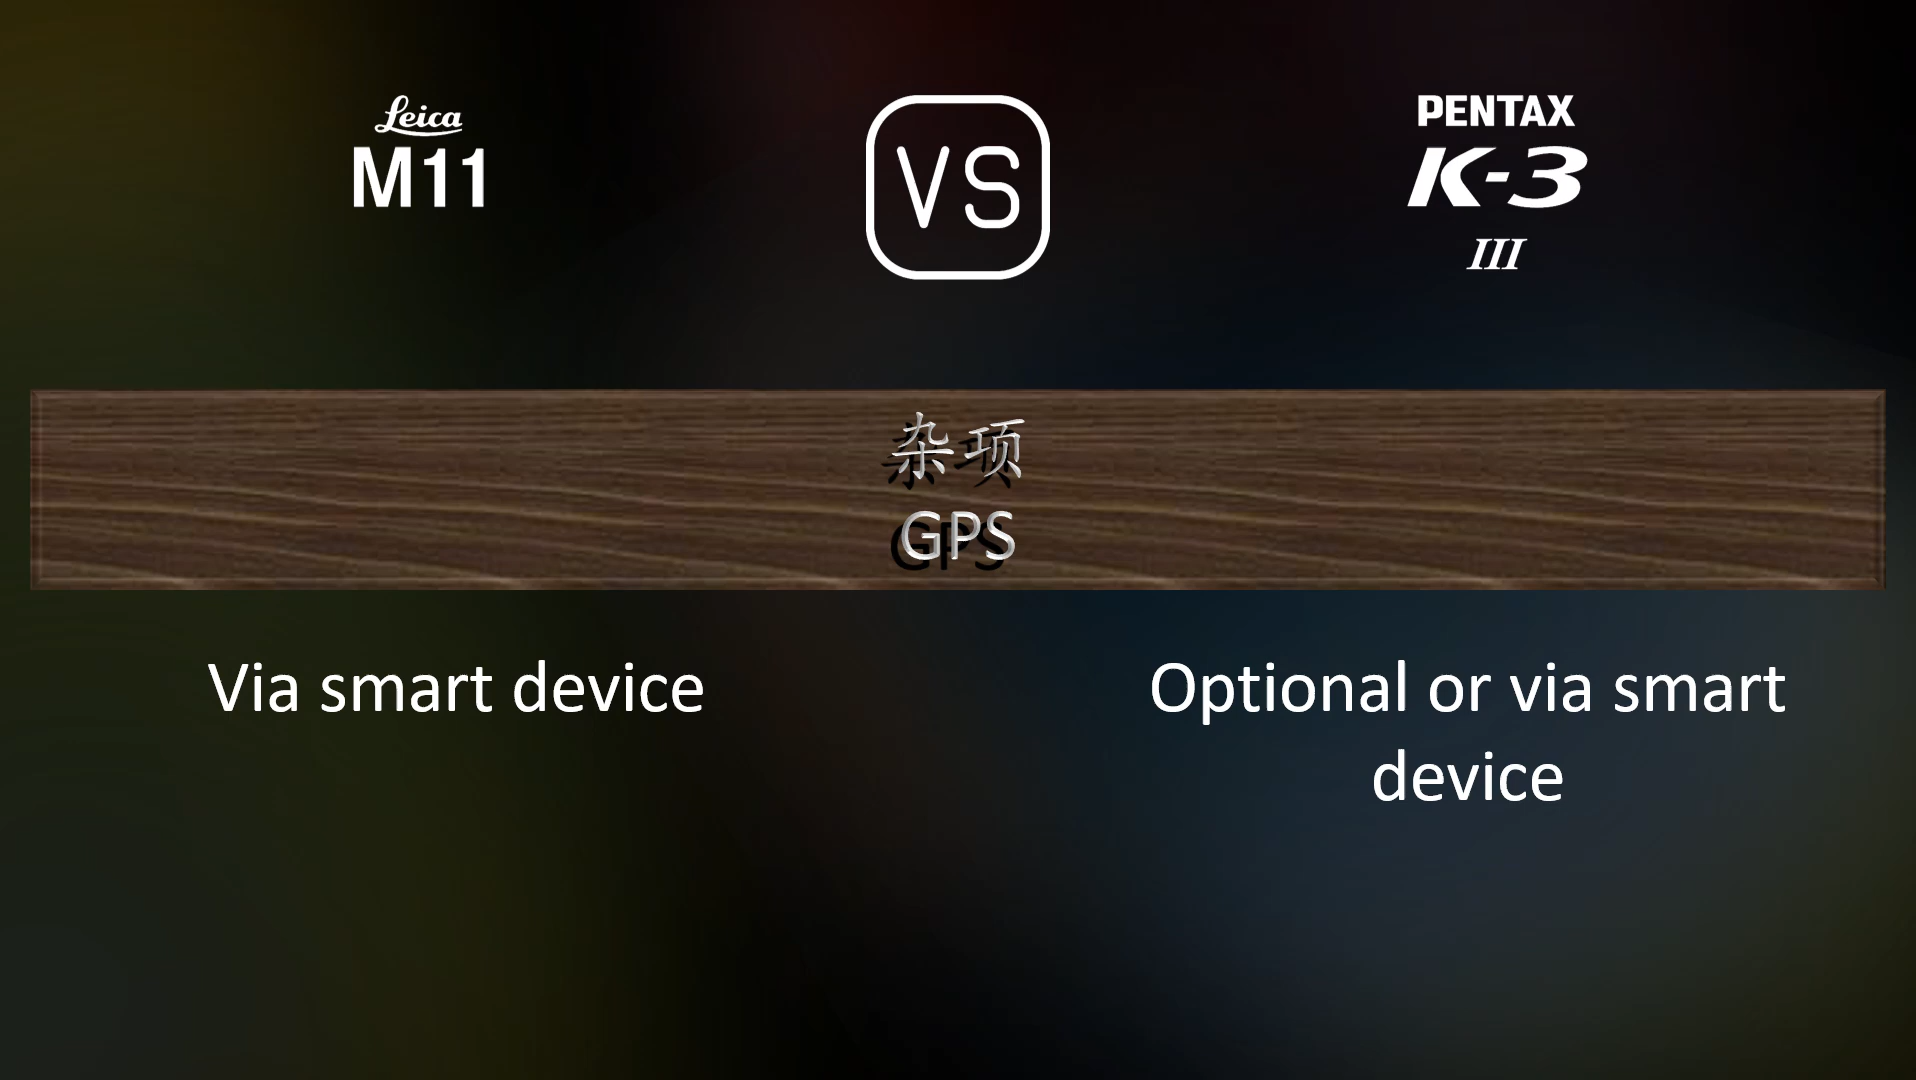 Leica
M11
VS
PENTAX
K-3
III
杂项
GPS
Via smart device
Optional or via smart
device